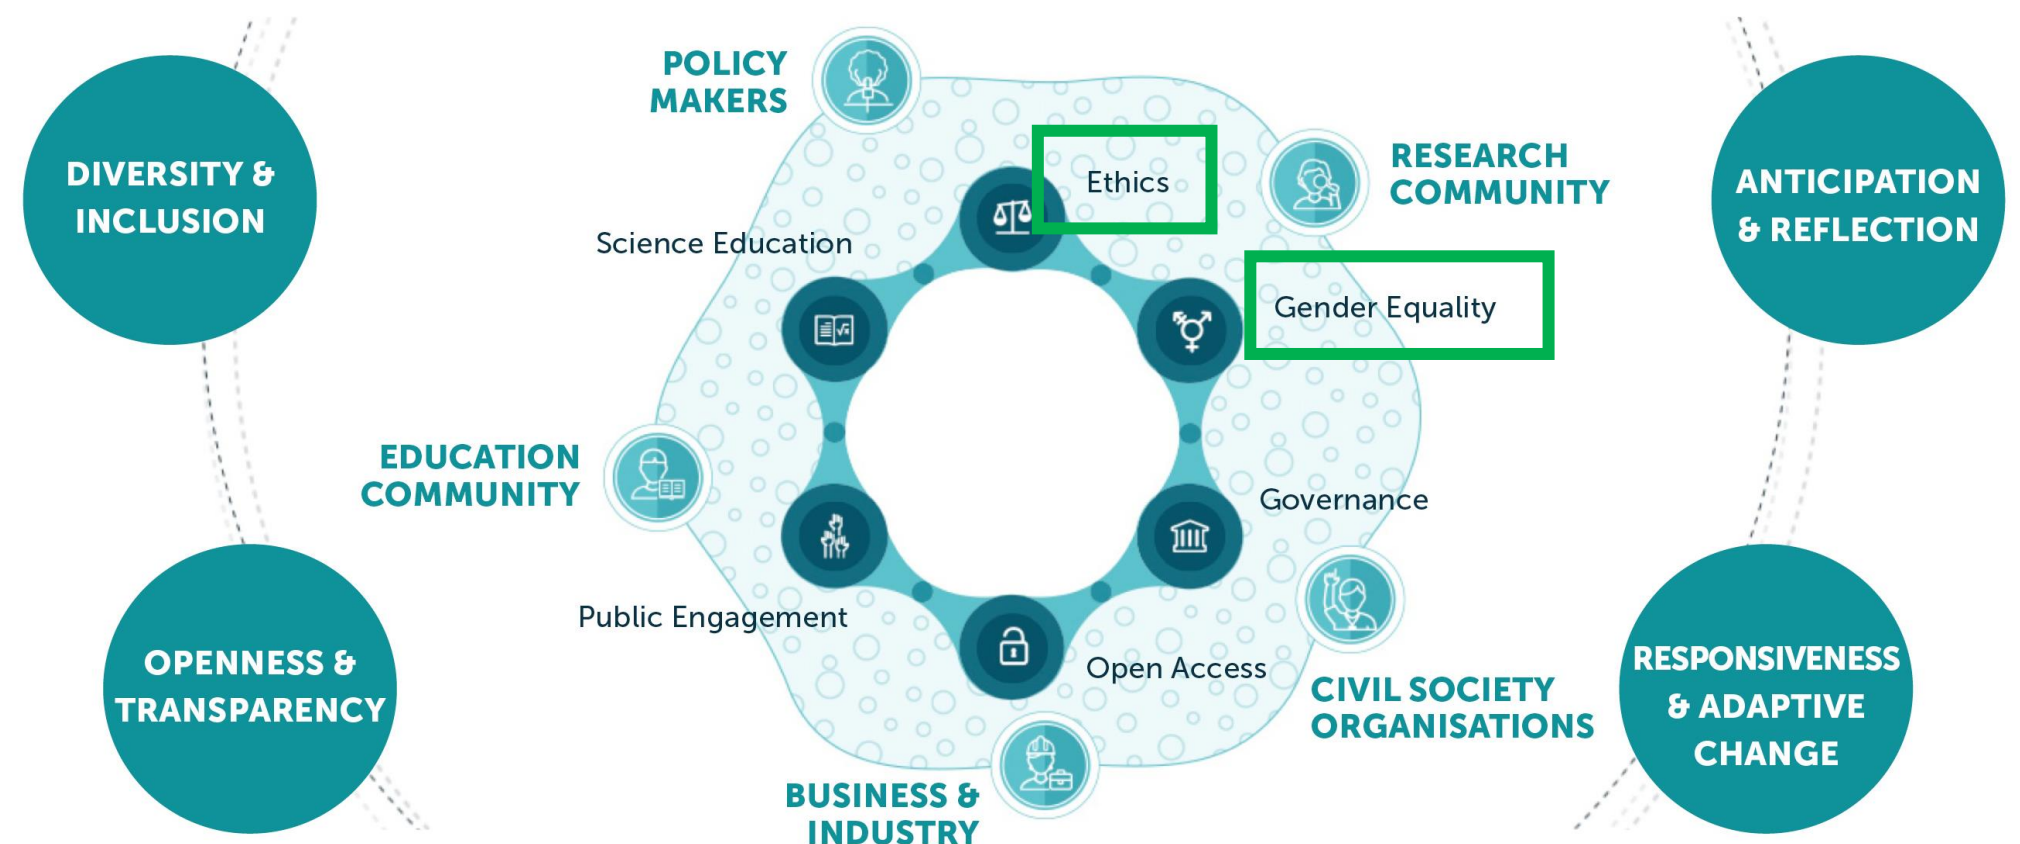 POLICY
MAKERS
DIVERSITY &
INCLUSION
Ethics
RESEARCH
COMMUNITY
ANTICIPATION
& REFLECTION
Science Education
Gender Equality
EDUCATION
COMMUNITY
Governance
Public Engagement
Open Access
OPENNESS &
TRANSPARENCY
CIVIL SOCIETY
ORGANISATIONS
RESPONSIVENESS
& ADAPTIVE
CHANGE
BUSINESS &
INDUSTRY